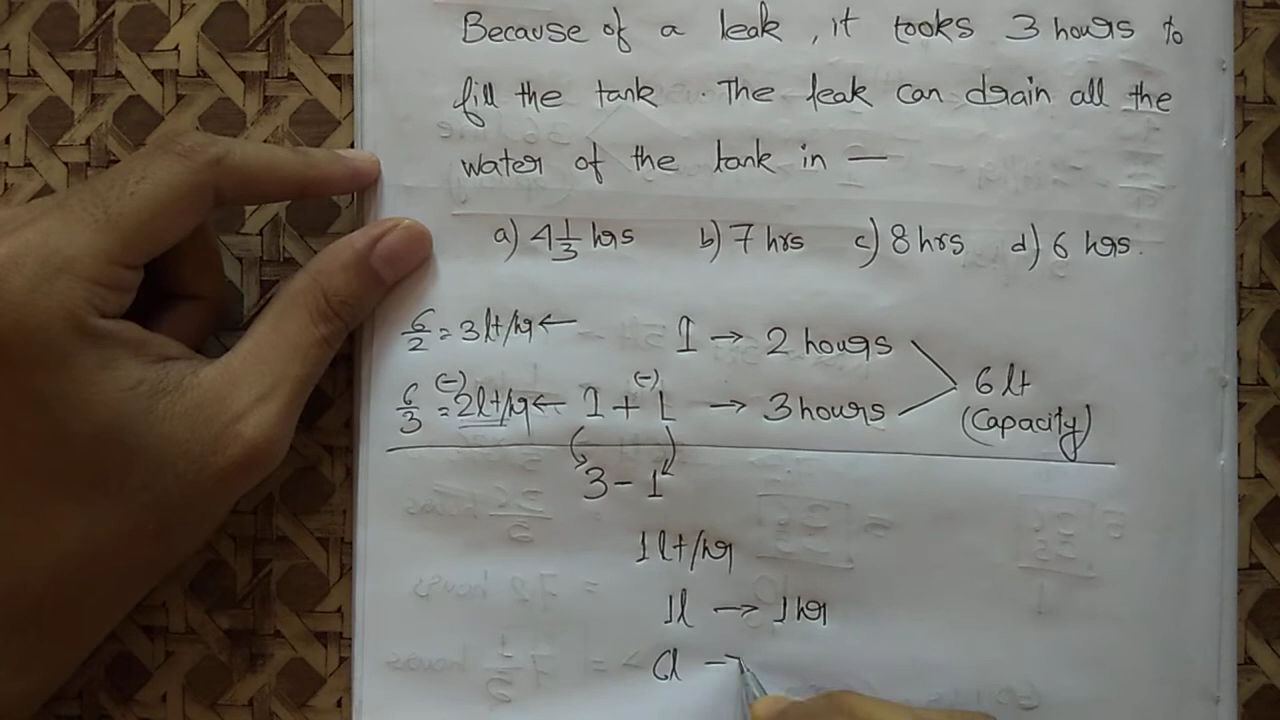 Because of a leak, it tooks 3 hours to
fill the tank. The leak can drain all the
water of the tank in —
a) 4 1/3 hrs b) 7 hrs c) 8 hrs d) 6 hrs.
6/2 = 3 lt/hr ← I → 2 hours
6 lt
(Capacity)
6/3 = (-) 2 lt/hr ← I + L (-) → 3 hours
3 - 1
1 lt/hr
1l → 1 hr
6l →